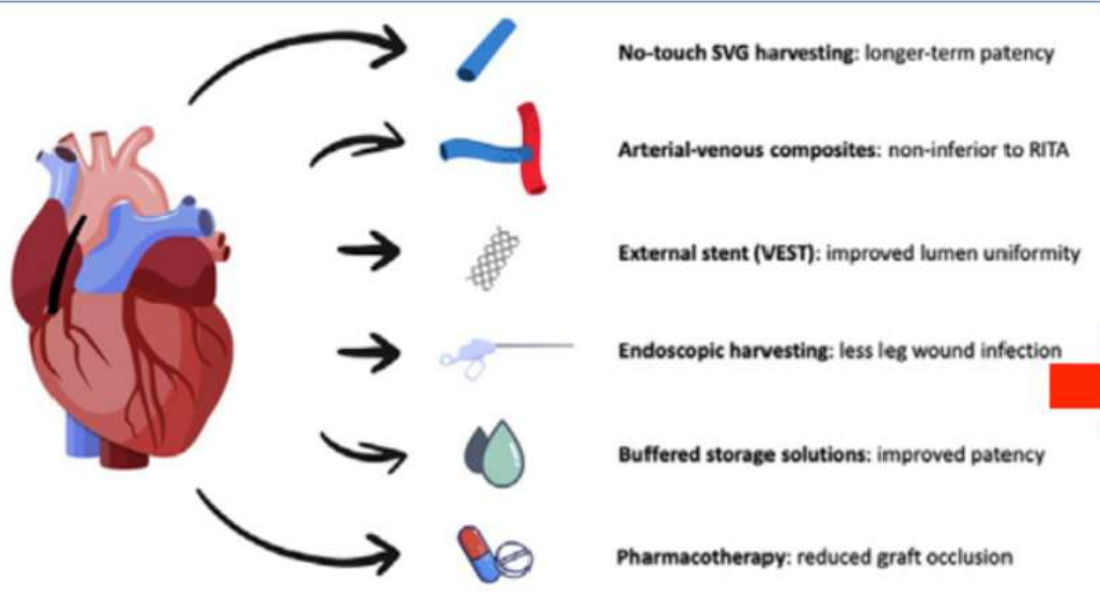 No-touch SVG harvesting: longer-term patency
Arterial-venous composites: non-inferior to RITA
External stent (VEST): improved lumen uniformity
Endoscopic harvesting: less leg wound infection
Buffered storage solutions: improved patency
Pharmacotherapy: reduced graft occlusion